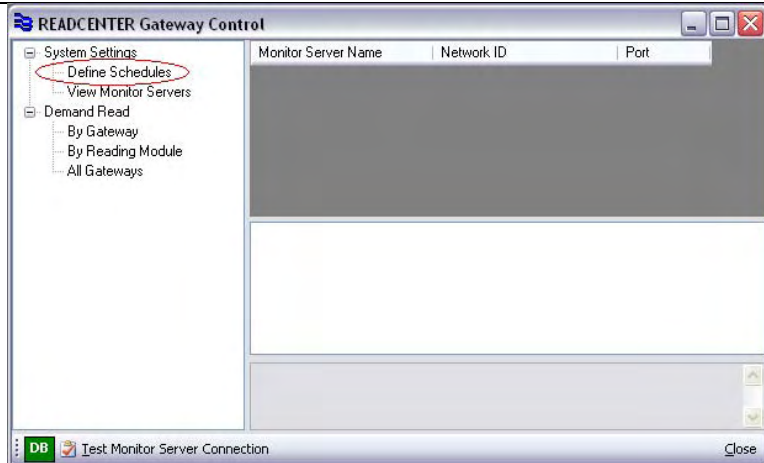 READCENTER Gateway Control
System Settings
Define Schedules
View Monitor Servers
Demand Read
By Gateway
By Reading Module
All Gateways
Monitor Server Name Network ID Port
DB Test Monitor Server Connection Close